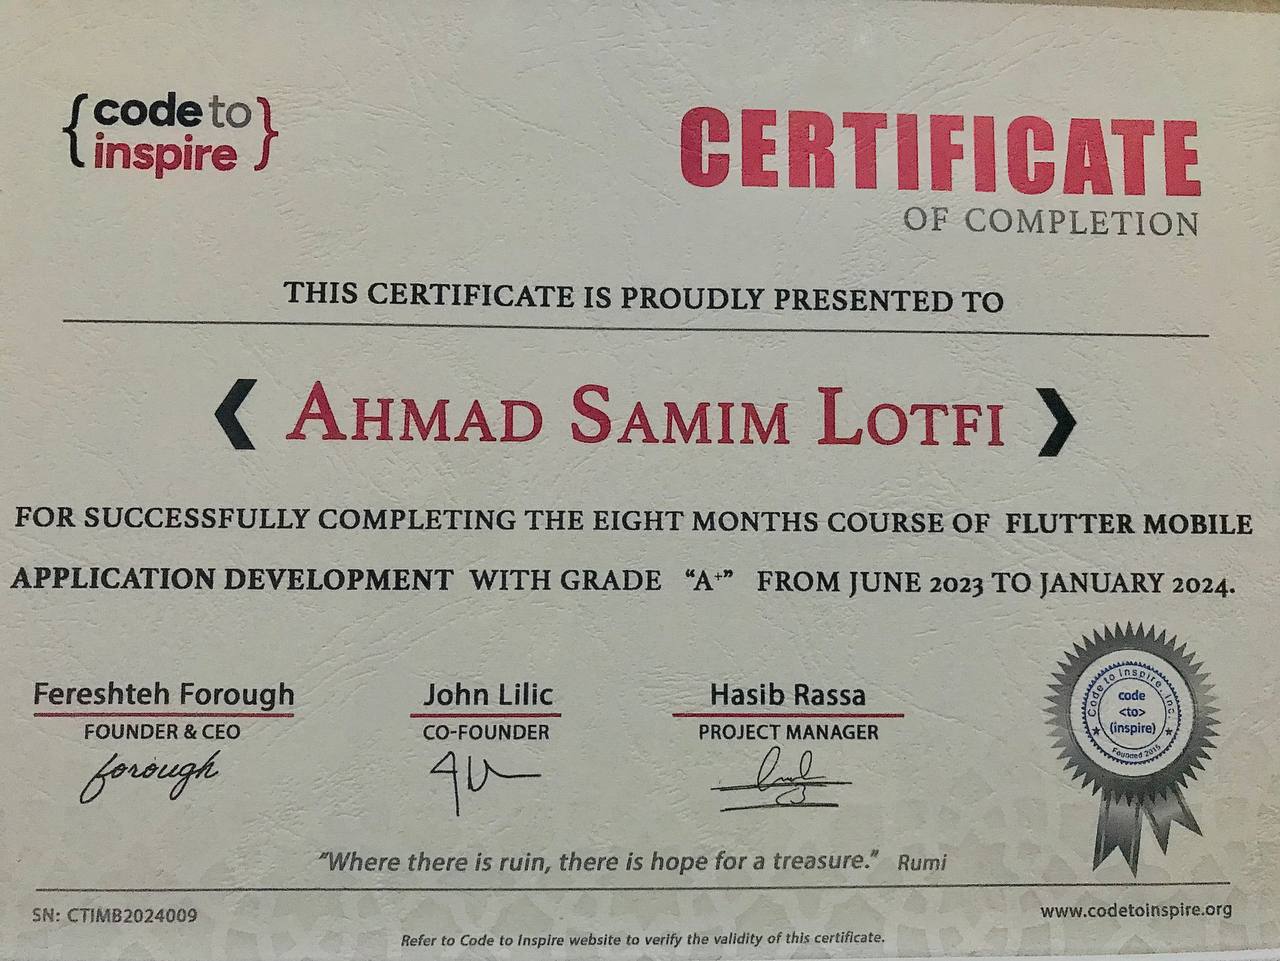 {code to
inspire}
CERTIFICATE
OF COMPLETION
THIS CERTIFICATE IS PROUDLY PRESENTED TO
❮ AHMAD SAMIM LOTFI ❯
FOR SUCCESSFULLY COMPLETING THE EIGHT MONTHS COURSE OF FLUTTER MOBILE
APPLICATION DEVELOPMENT WITH GRADE “A+” FROM JUNE 2023 TO JANUARY 2024.
Fereshteh Forough
FOUNDER & CEO
forough
John Lilic
CO-FOUNDER
Hasib Rassa
PROJECT MANAGER
Code to Inspire, Inc.
code
<to>
{inspire}
Founded 2015
“Where there is ruin, there is hope for a treasure.” Rumi
SN: CTIMB2024009
www.codetoinspire.org
Refer to Code to Inspire website to verify the validity of this certificate.